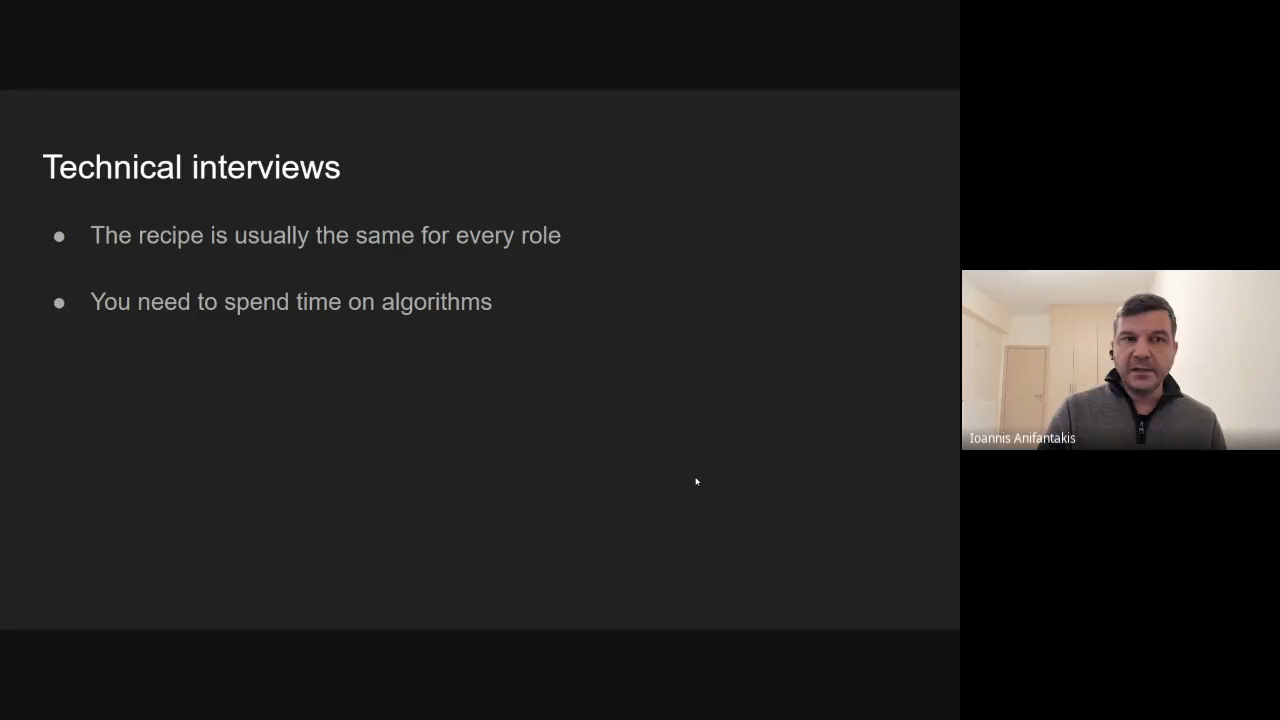 Technical interviews
● The recipe is usually the same for every role
● You need to spend time on algorithms
Ioannis Anifantakis